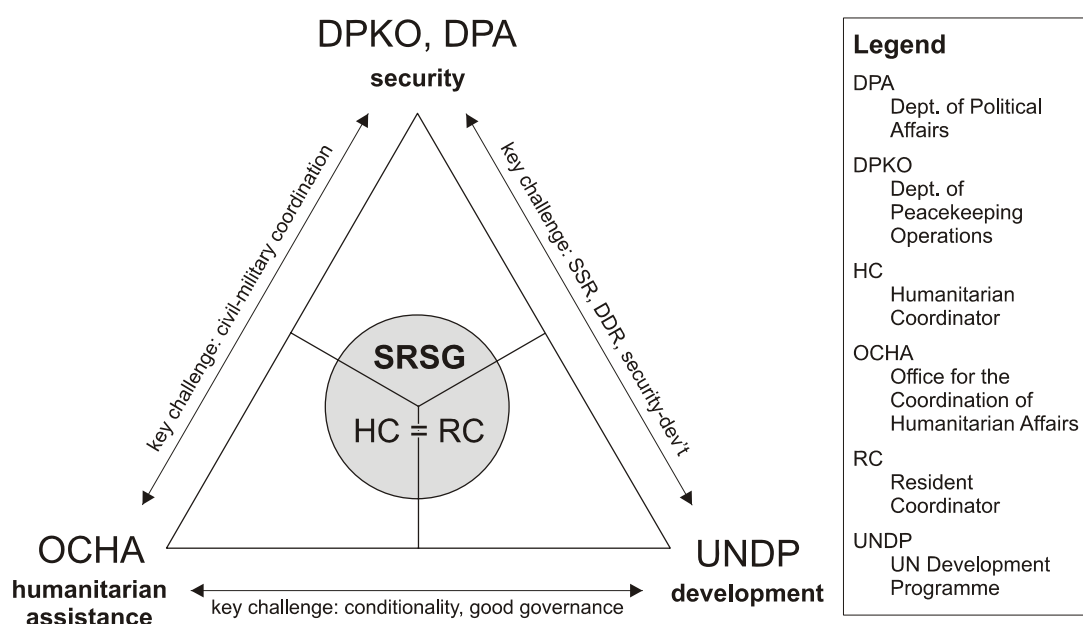 DPKO, DPA
security
key challenge: civil-military coordination
key challenge: SSR, DDR, security-dev't
SRSG
HC = RC
OCHA
humanitarian
assistance
UNDP
development
key challenge: conditionality, good governance
Legend
DPA
Dept. of Political
Affairs
DPKO
Dept. of
Peacekeeping
Operations
HC
Humanitarian
Coordinator
OCHA
Office for the
Coordination of
Humanitarian Affairs
RC
Resident
Coordinator
UNDP
UN Development
Programme